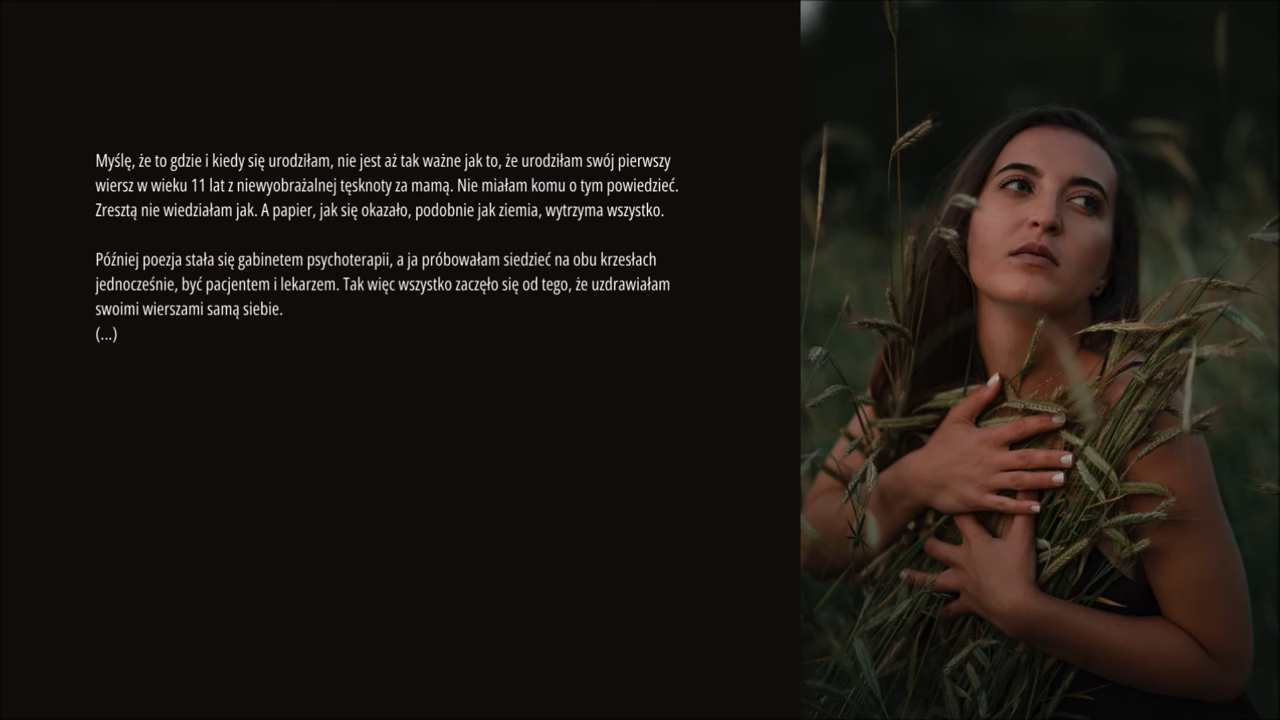 Myślę, że to gdzie i kiedy się urodziłam, nie jest aż tak ważne jak to, że urodziłam swój pierwszy
wiersz w wieku 11 lat z niewyobrażalnej tęsknoty za mamą. Nie miałam komu o tym powiedzieć.
Zresztą nie wiedziałam jak. A papier, jak się okazało, podobnie jak ziemia, wytrzyma wszystko.
Później poezja stała się gabinetem psychoterapii, a ja próbowałam siedzieć na obu krzesłach
jednocześnie, być pacjentem i lekarzem. Tak więc wszystko zaczęło się od tego, że uzdrawiałam
swoimi wierszami samą siebie.
(...)